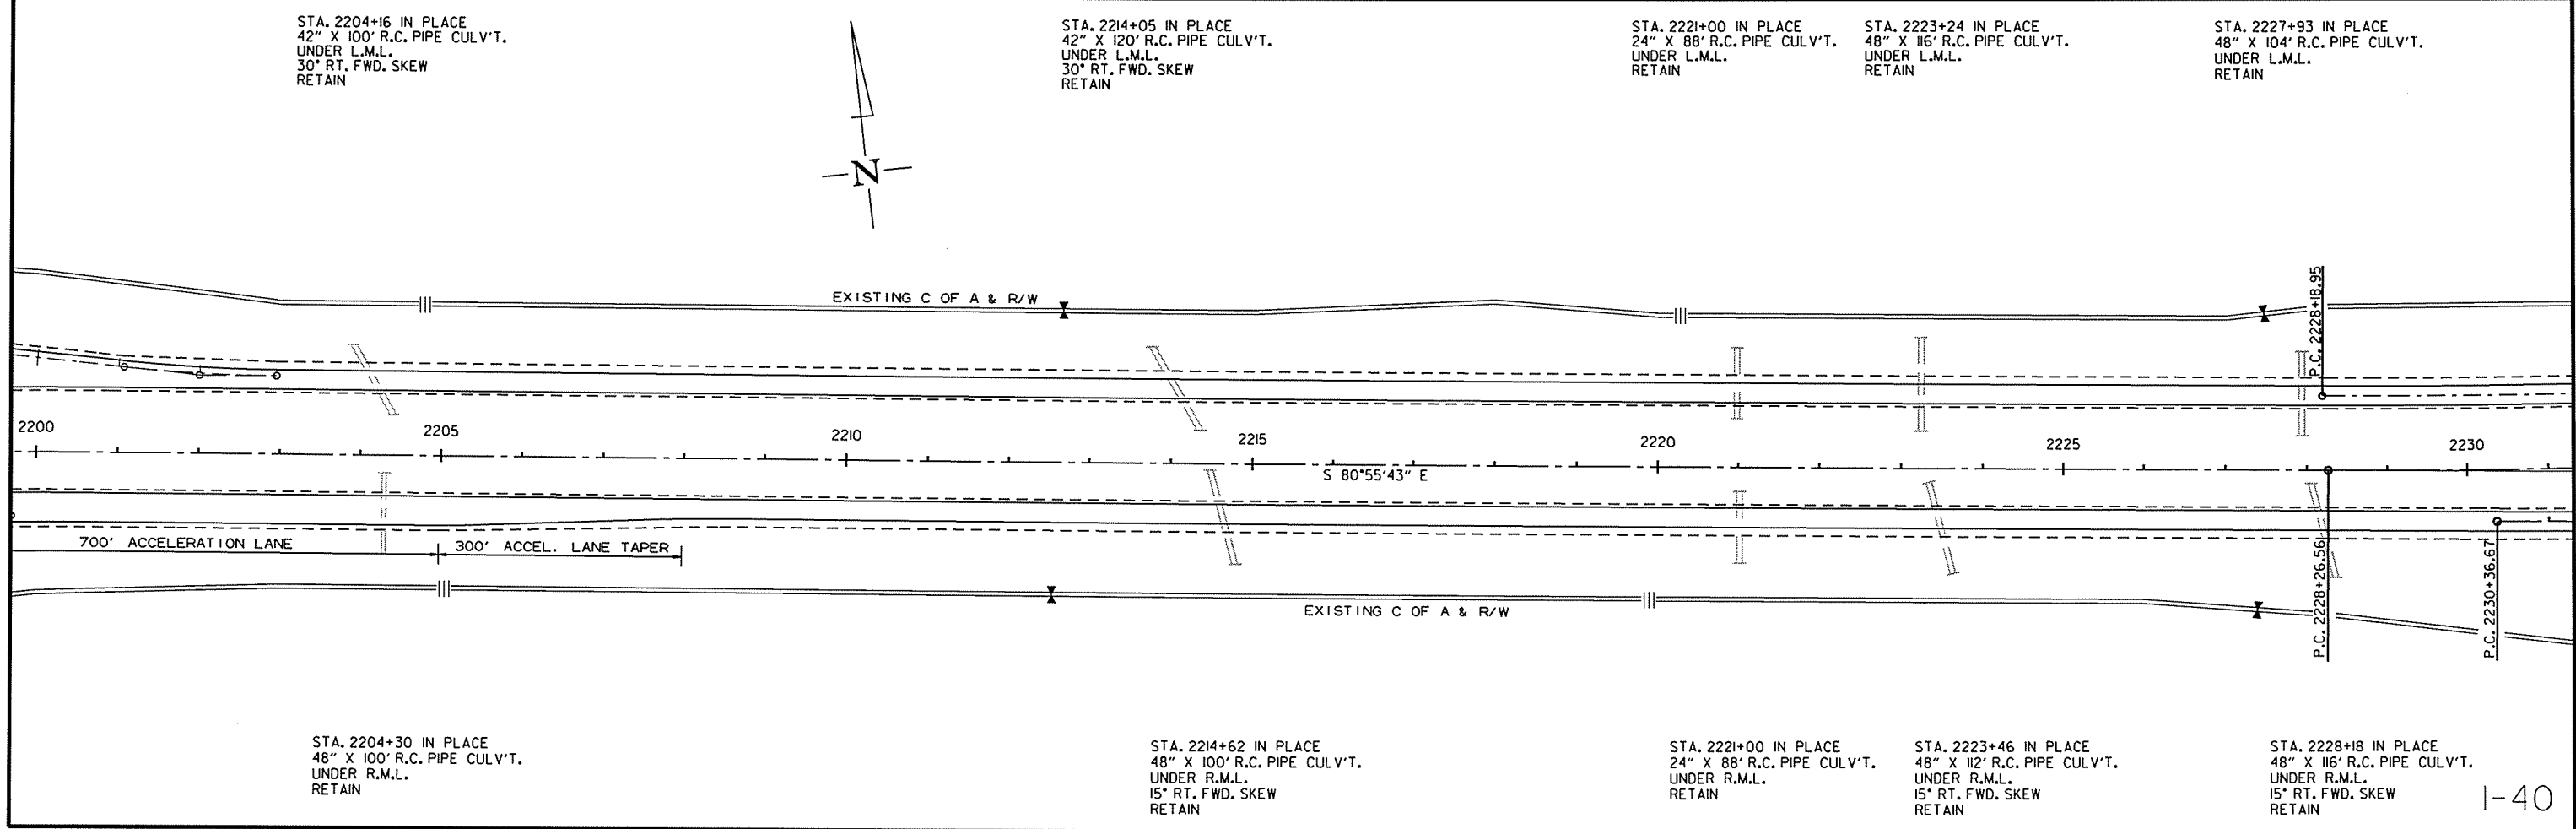 STA. 2204+16 IN PLACE
42" X 100' R.C. PIPE CULV'T.
UNDER L.M.L.
30° RT. FWD. SKEW
RETAIN
STA. 2214+05 IN PLACE
42" X 120' R.C. PIPE CULV'T.
UNDER L.M.L.
30° RT. FWD. SKEW
RETAIN
STA. 2221+00 IN PLACE
24" X 88' R.C. PIPE CULV'T.
UNDER L.M.L.
RETAIN
STA. 2223+24 IN PLACE
48" X 116' R.C. PIPE CULV'T.
UNDER L.M.L.
RETAIN
STA. 2227+93 IN PLACE
48" X 104' R.C. PIPE CULV'T.
UNDER L.M.L.
RETAIN
N
EXISTING C OF A & R/W
P.C. 2228+18.95
2200
2205
2210
2215
2220
2225
2230
S 80°55'43" E
700' ACCELERATION LANE
300' ACCEL. LANE TAPER
EXISTING C OF A & R/W
P.C. 2228+26.56
P.C. 2230+36.67
STA. 2204+30 IN PLACE
48" X 100' R.C. PIPE CULV'T.
UNDER R.M.L.
RETAIN
STA. 2214+62 IN PLACE
48" X 100' R.C. PIPE CULV'T.
UNDER R.M.L.
15° RT. FWD. SKEW
RETAIN
STA. 2221+00 IN PLACE
24" X 88' R.C. PIPE CULV'T.
UNDER R.M.L.
RETAIN
STA. 2223+46 IN PLACE
48" X 112' R.C. PIPE CULV'T.
UNDER R.M.L.
15° RT. FWD. SKEW
RETAIN
STA. 2228+18 IN PLACE
48" X 116' R.C. PIPE CULV'T.
UNDER R.M.L.
15° RT. FWD. SKEW
RETAIN
I-40